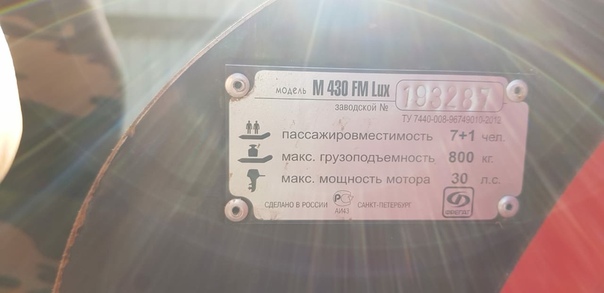 модель М 430 FM Lux
заводской № 193287
ТУ 7440-008-96749010-2012
пассажировместимость 7+1 чел.
макс. грузоподъемность 800 кг.
макс. мощность мотора 30 л.с.
СДЕЛАНО В РОССИИ САНКТ-ПЕТЕРБУРГ